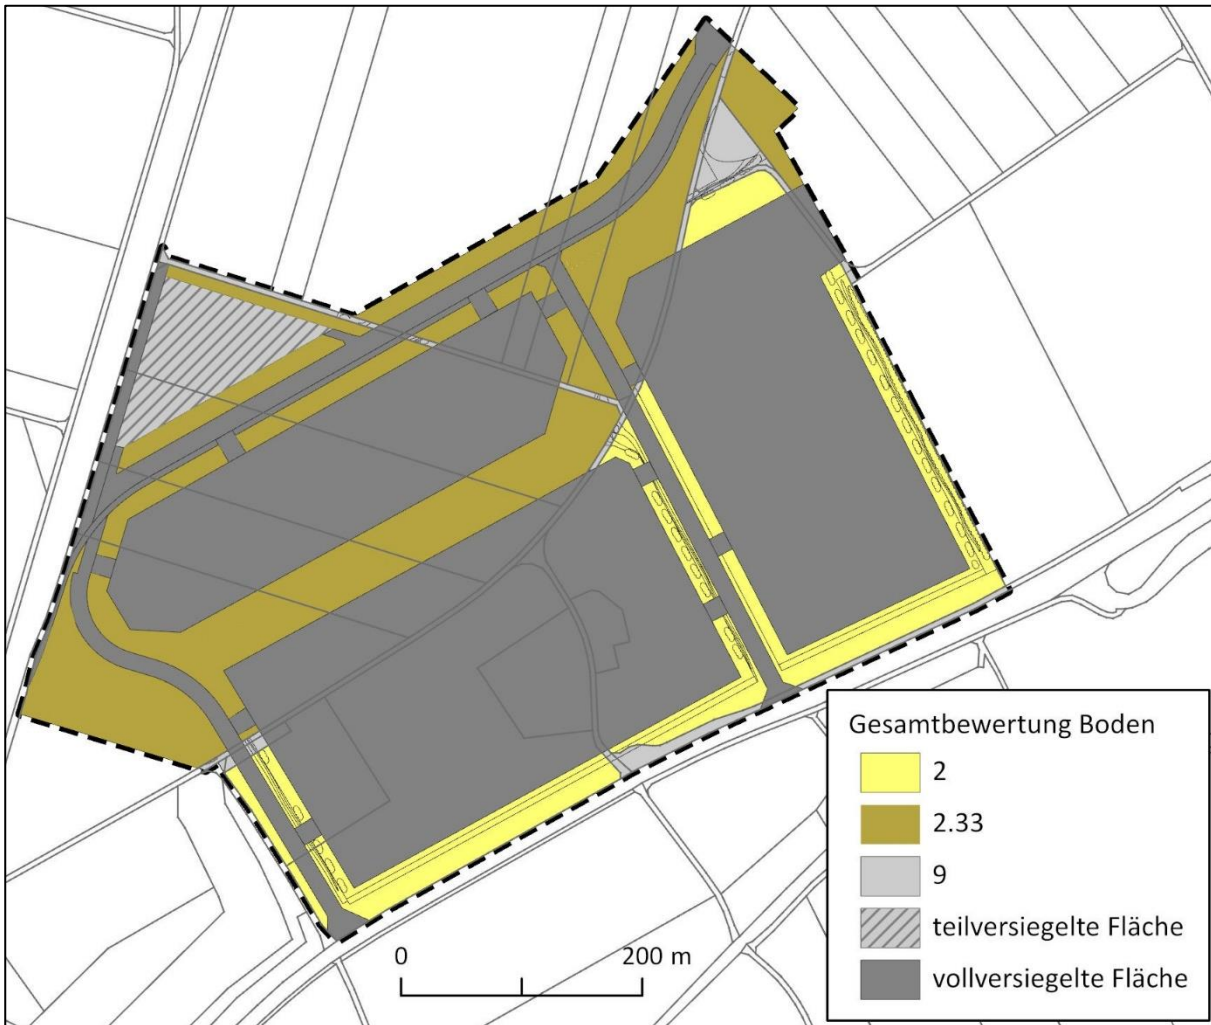 Gesamtbewertung Boden
2
2.33
9
teilversiegelte Fläche
vollversiegelte Fläche
0 200 m